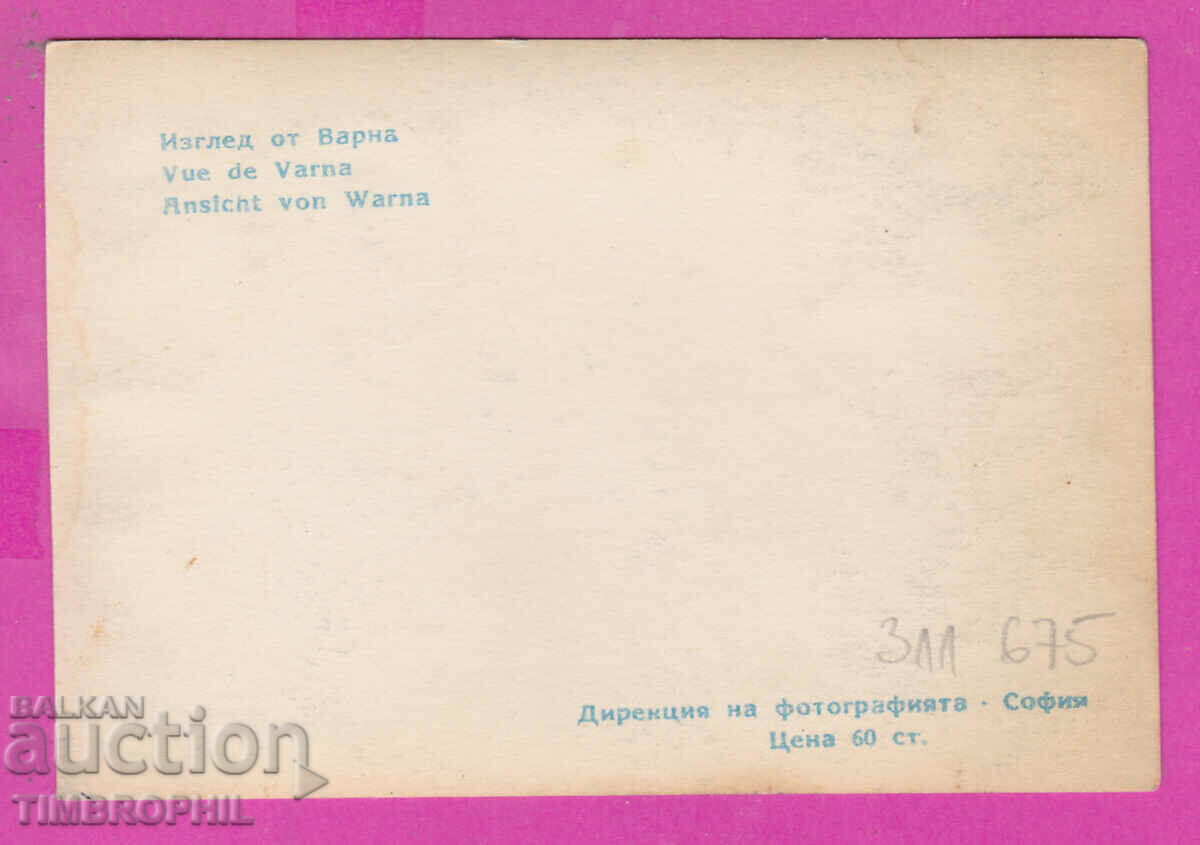 Изглед от Варна
Vue de Varna
Ansicht von Warna
311 675
Дирекция на фотографията · София
Цена 60 ст.
BALKAN
auction
TIMBROPHIL